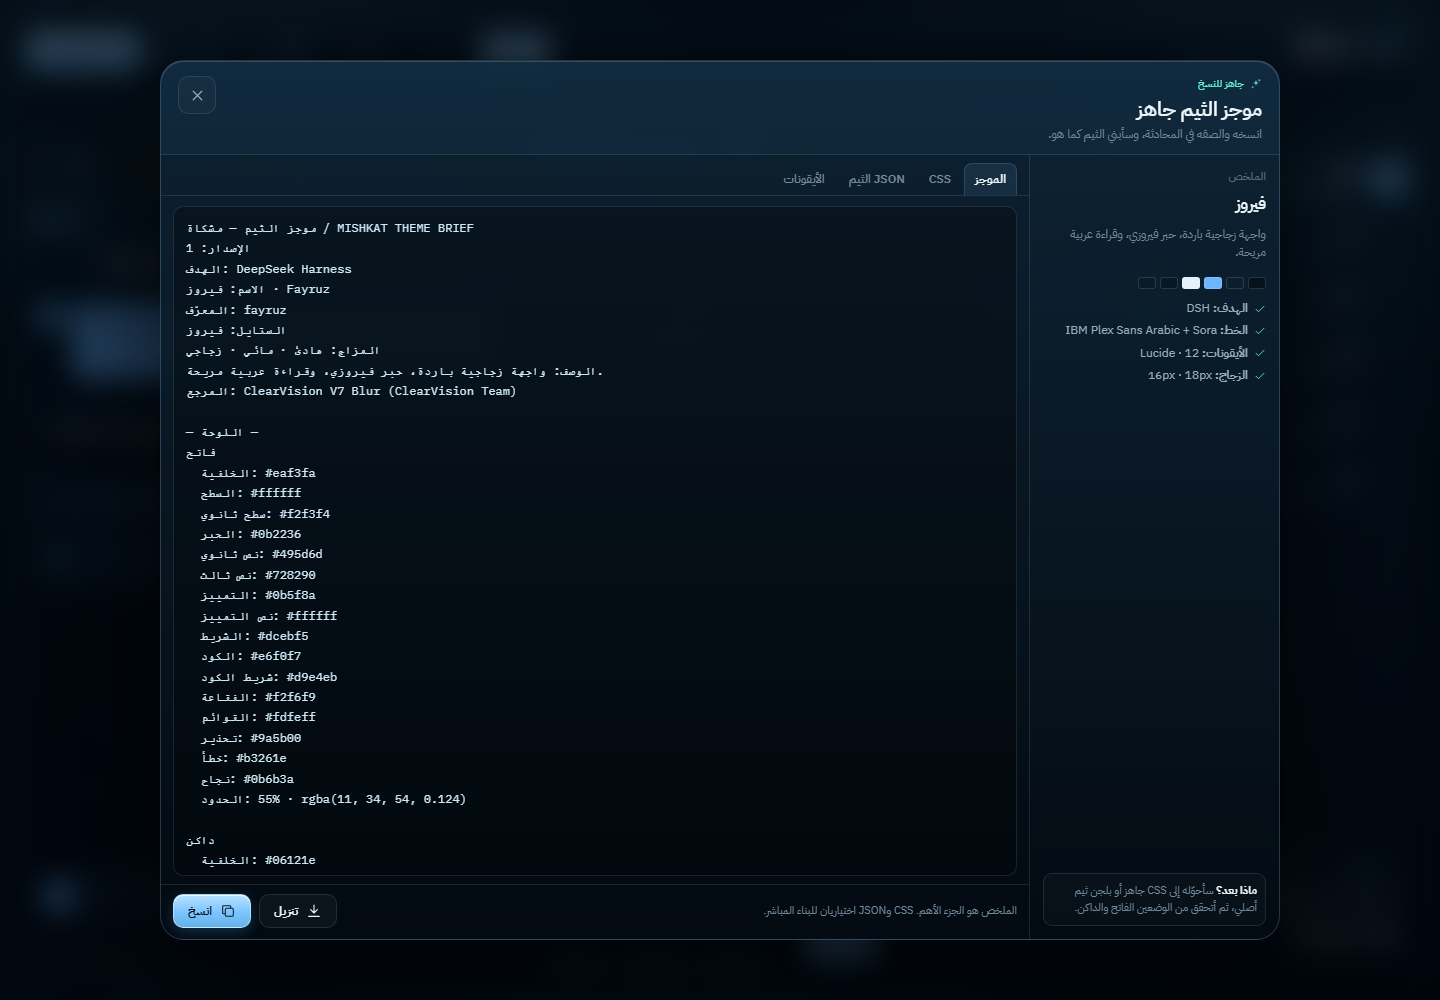 جاهز للنسخ
موجز الثيم جاهز
انسخه والصقه في المحادثة، وسأبني الثيم كما هو.
الملخص
فيروز
واجهة زجاجية باردة، حبر فيروزي، وقراءة عربية
مريحة.
الهدف: DSH
الخط: IBM Plex Sans Arabic + Sora
الأيقونات: Lucide · 12
الزجاج: 16px · 18px
ماذا بعد؟ سأحوّله إلى CSS جاهز أو بلجن ثيم
أصلي، ثم أتحقق من الوضعين الفاتح والداكن.
الموجز
CSS
JSON الثيم
الأيقونات
موجز الثيم — مشكاة / MISHKAT THEME BRIEF
الإصدار: 1
الهدف: DeepSeek Harness
الاسم: فيروز · Fayruz
المعرّف: fayruz
الستايل: فيروز
المزاج: هادئ · مائي · زجاجي
الوصف: واجهة زجاجية باردة، حبر فيروزي، وقراءة عربية مريحة.
المرجع: ClearVision V7 Blur (ClearVision Team)
— اللوحة —
فاتح
الخلفية: #eaf3fa
السطح: #ffffff
سطح ثانوي: #f2f3f4
الحبر: #0b2236
نص ثانوي: #495d6d
نص ثالث: #728290
التمييز: #0b5f8a
نص التمييز: #ffffff
الشريط: #dcebf5
الكود: #e6f0f7
شريط الكود: #d9e4eb
الفقاعة: #f2f6f9
القوائم: #fdfeff
تحذير: #9a5b00
خطأ: #b3261e
نجاح: #0b6b3a
الحدود: 55% · rgba(11, 34, 54, 0.124)
داكن
الخلفية: #06121e
الملخص هو الجزء الأهم. CSS وJSON اختياريان للبناء المباشر.
تنزيل
انسخ